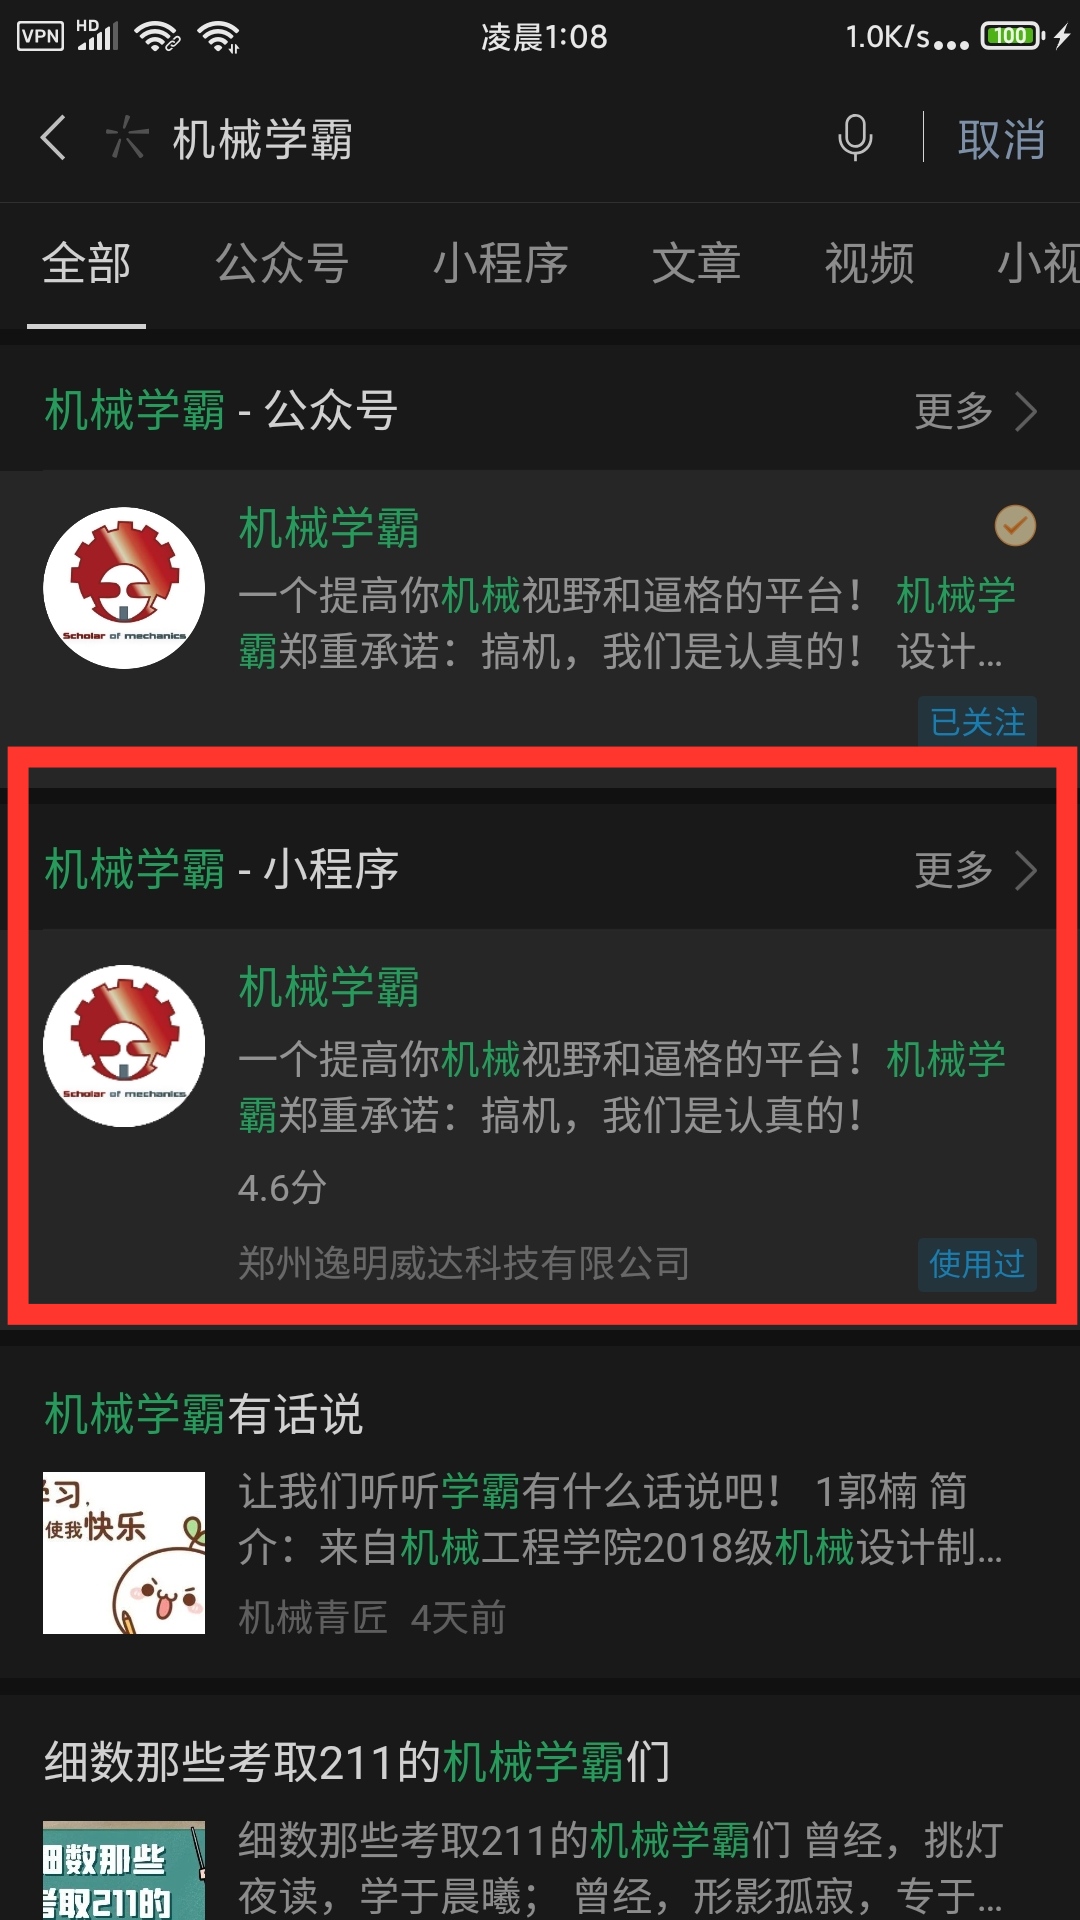 VPN HD 凌晨1:08 1.0K/s... 100
机械学霸 取消
全部 公众号 小程序 文章 视频 小视
机械学霸 - 公众号 更多
机械学霸
一个提高你机械视野和逼格的平台！ 机械学
霸郑重承诺：搞机，我们是认真的！ 设计...
Scholar of mechanics
已关注
机械学霸 - 小程序 更多
机械学霸
一个提高你机械视野和逼格的平台！机械学
霸郑重承诺：搞机，我们是认真的！
Scholar of mechanics
4.6分
郑州逸明威达科技有限公司 使用过
机械学霸有话说
学习,
使我快乐
让我们听听学霸有什么话说吧！ 1郭楠 简
介：来自机械工程学院2018级机械设计制...
机械青匠 4天前
细数那些考取211的机械学霸们
细数那些
考取211的
细数那些考取211的机械学霸们 曾经，挑灯
夜读，学于晨曦； 曾经，形影孤寂，专于...